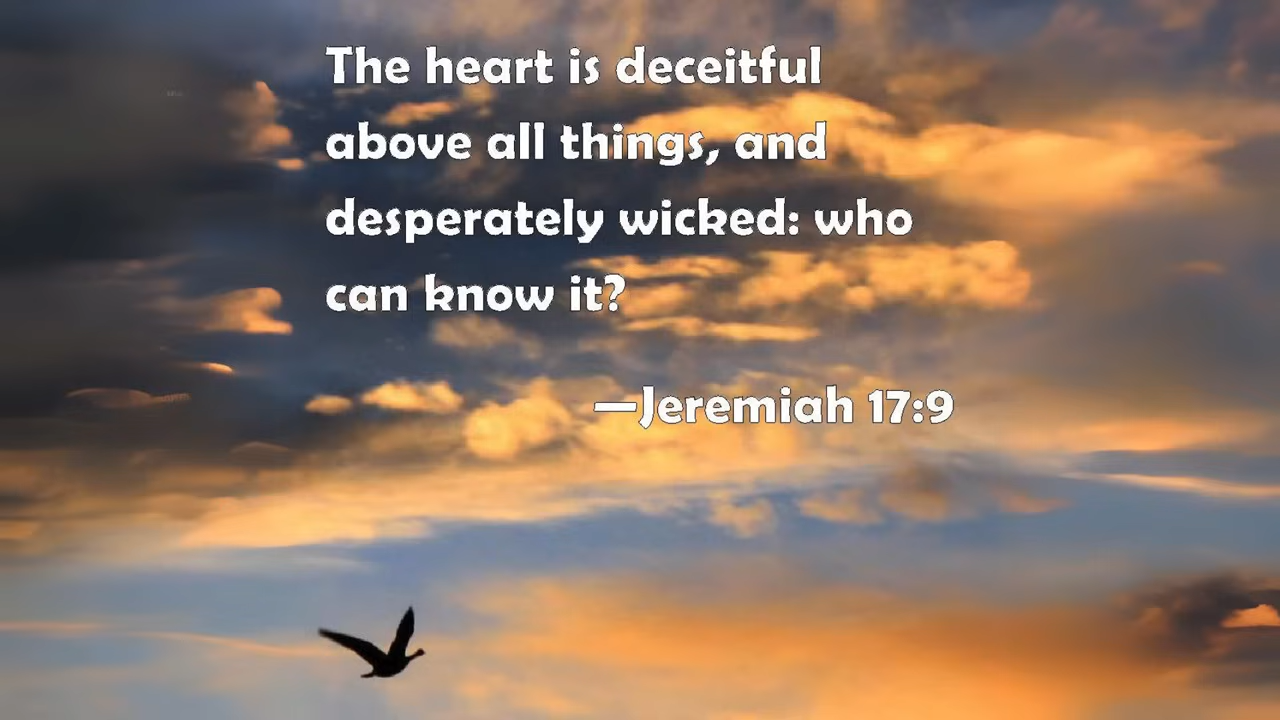 The heart is deceitful
above all things, and
desperately wicked: who
can know it?
—Jeremiah 17:9